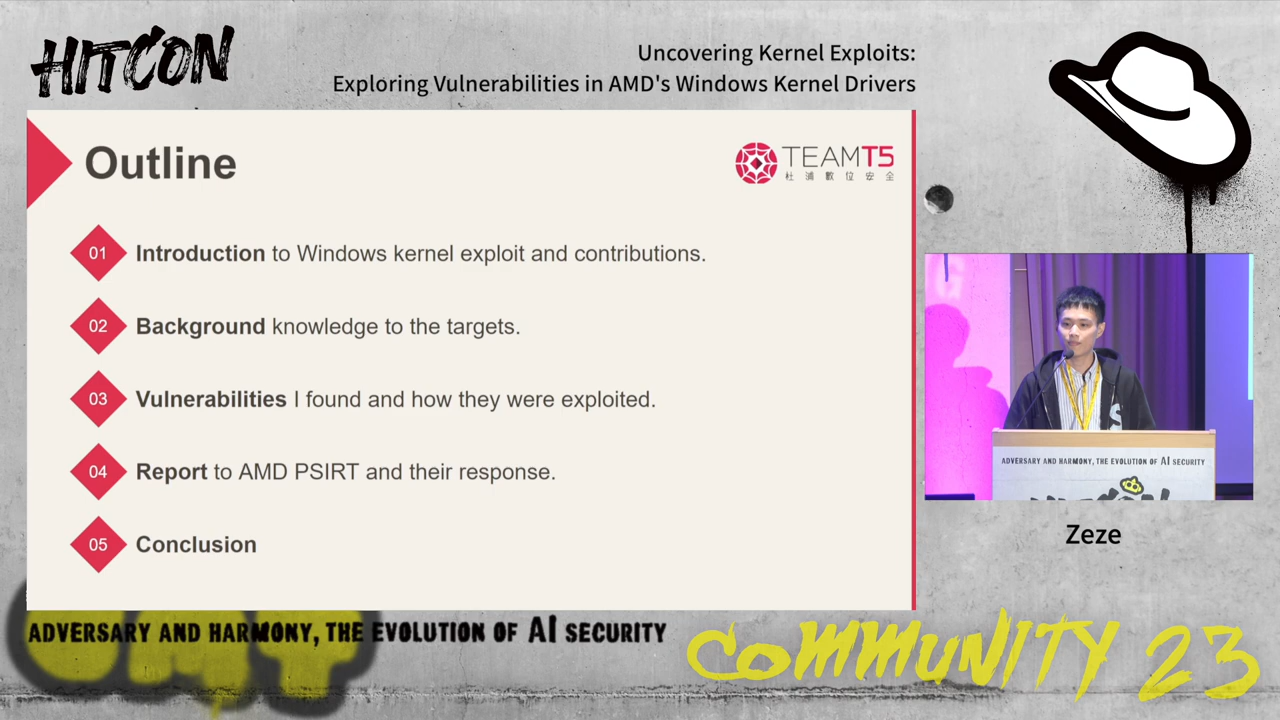 HITCON
Uncovering Kernel Exploits:
Exploring Vulnerabilities in AMD's Windows Kernel Drivers
Outline
TEAMT5
杜浦數位安全
01 Introduction to Windows kernel exploit and contributions.
02 Background knowledge to the targets.
03 Vulnerabilities I found and how they were exploited.
04 Report to AMD PSIRT and their response.
05 Conclusion
ADVERSARY AND HARMONY, THE EVOLUTION OF AI SECURITY
HITCON
Zeze
ADVERSARY AND HARMONY, THE EVOLUTION OF AI SECURITY
COMMUNITY 23